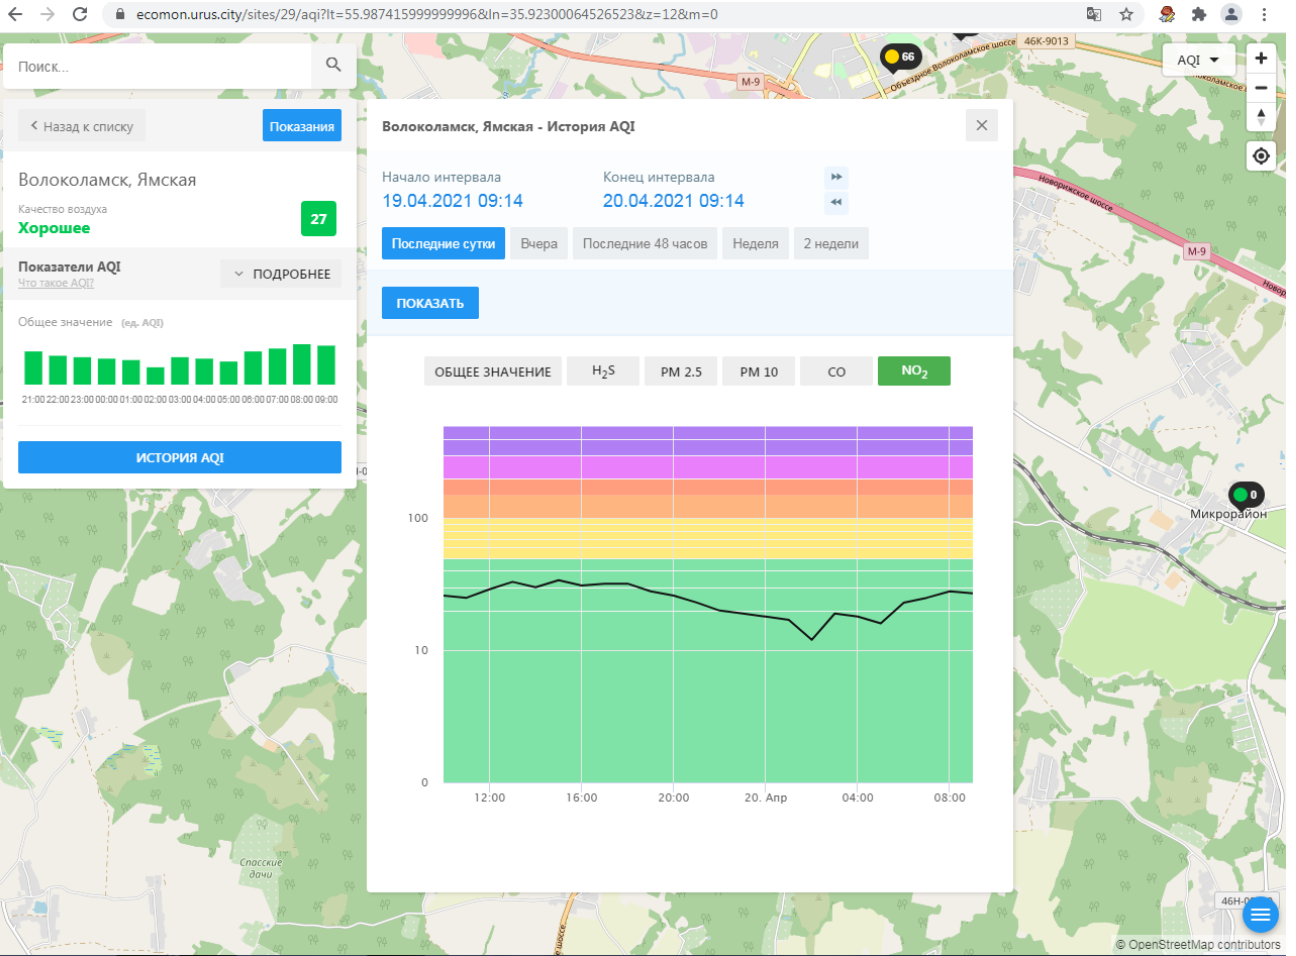 ecomon.urus.city/sites/29/aqi?lt=55.987415999999996&ln=35.92300064526523&z=12&m=0
Поиск...
66
Объездное Волоколамское шоссе
46К-9013
М-9
AQI
+
−
Назад к списку
Показания
Волоколамск, Ямская
Качество воздуха
Хорошее
27
Показатели AQI
Что такое AQI?
ПОДРОБНЕЕ
Общее значение (ед. AQI)
21:00 22:00 23:00 00:00 01:00 02:00 03:00 04:00 05:00 06:00 07:00 08:00 09:00
ИСТОРИЯ AQI
Волоколамск, Ямская - История AQI
Начало интервала
19.04.2021 09:14
Конец интервала
20.04.2021 09:14
Последние сутки
Вчера
Последние 48 часов
Неделя
2 недели
ПОКАЗАТЬ
ОБЩЕЕ ЗНАЧЕНИЕ
H₂S
PM 2.5
PM 10
CO
NO₂
100
10
0
12:00
16:00
20:00
20. Апр
04:00
08:00
Новорижское шоссе
М-9
0
Микрорайон
Спасские
дачи
© OpenStreetMap contributors